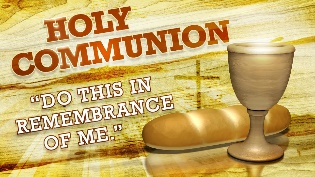 HOLY
COMMUNION
“DO THIS IN
REMEMBRANCE
OF ME.”